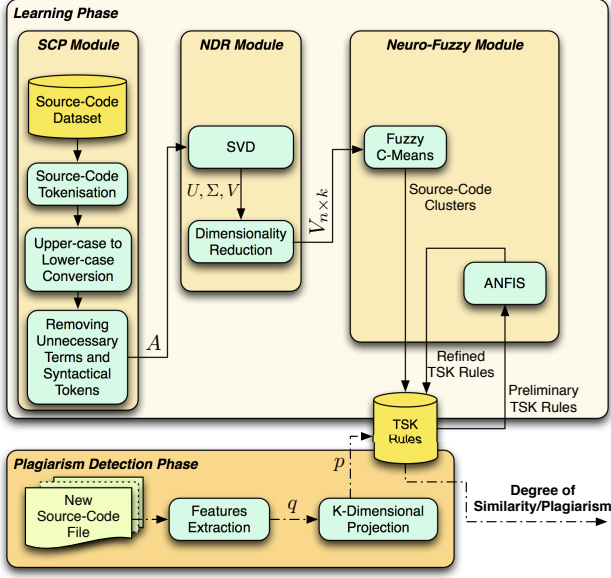 Learning Phase
SCP Module
Source-Code
Dataset
Source-Code
Tokenisation
Upper-case to
Lower-case
Conversion
Removing
Unnecessary
Terms and
Syntactical
Tokens
A
NDR Module
SVD
U, Σ, V
Dimensionality
Reduction
Vn×k
Neuro-Fuzzy Module
Fuzzy
C-Means
Source-Code
Clusters
ANFIS
Refined
TSK Rules
Preliminary
TSK Rules
TSK
Rules
Plagiarism Detection Phase
New
Source-Code
File
Features
Extraction
q
K-Dimensional
Projection
p
Degree of
Similarity/Plagiarism